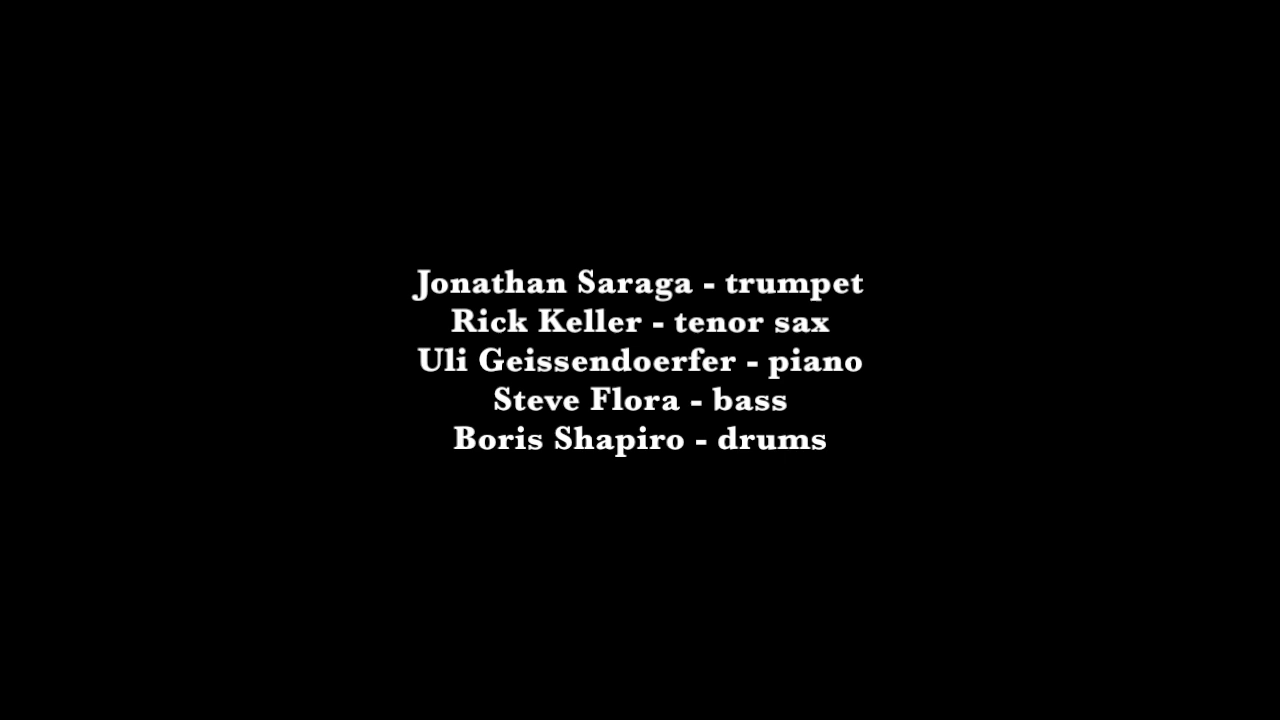 Jonathan Saraga - trumpet
Rick Keller - tenor sax
Uli Geissendoerfer - piano
Steve Flora - bass
Boris Shapiro - drums